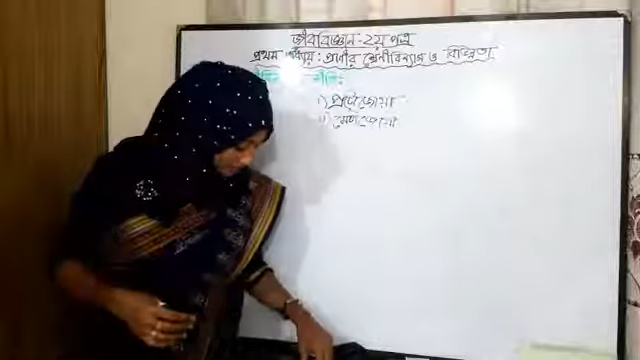 জীববিজ্ঞান-২য় পত্র
প্রথম অধ্যায় : প্রাণীর শ্রেণীবিন্যাস ও বিভিন্নতা
i) প্রোটোজোয়া
ii) মেটাজোয়া